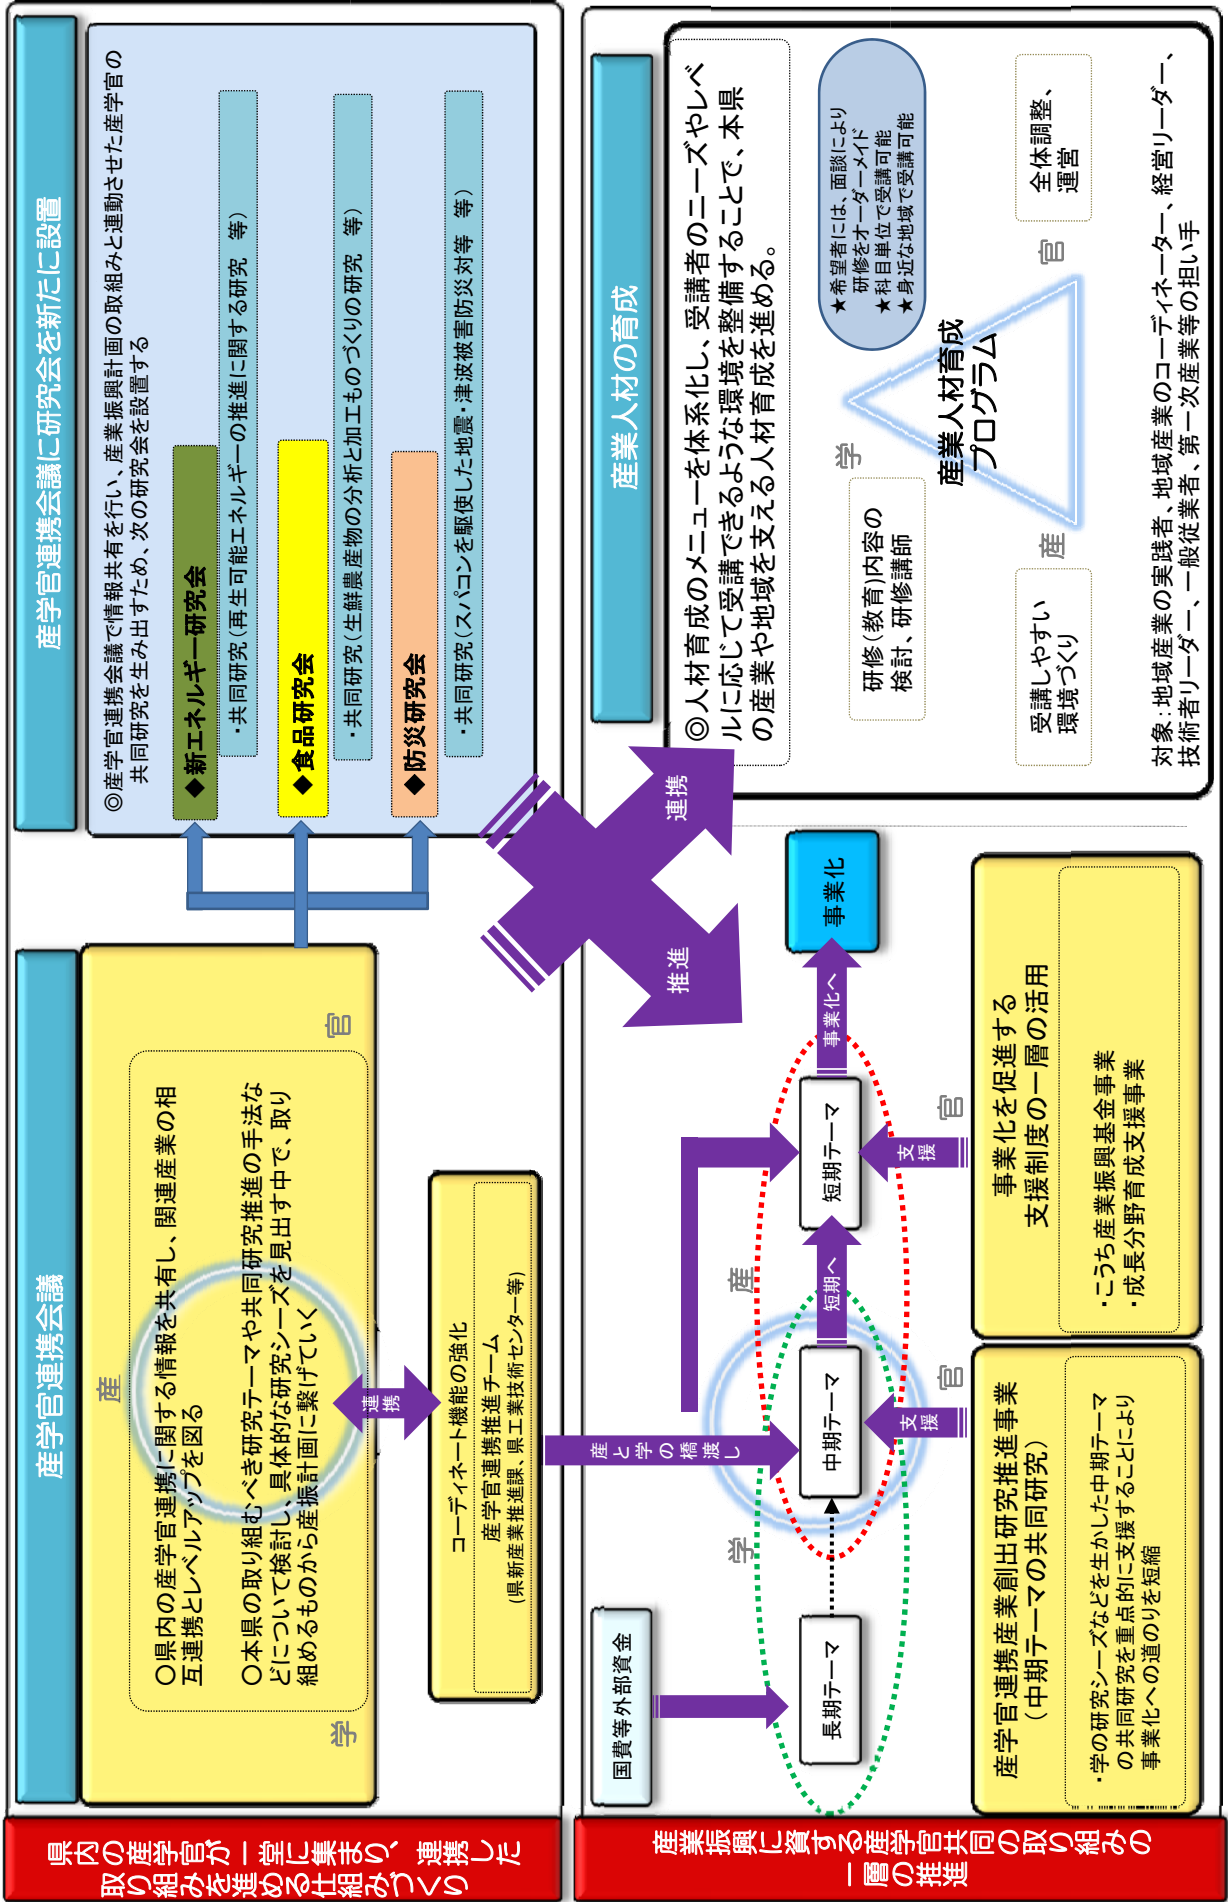 県内の産学官が一堂に集まり、連携した
取り組みを進める仕組みづくり
産学官連携会議
産
学
官
〇県内の産学官連携に関する情報を共有し、関連産業の相
互連携とレベルアップを図る
〇本県の取り組むべき研究テーマや共同研究推進の手法な
どについて検討し、具体的な研究シーズを見出す中で、取り
組めるものから産振計画に繋げていく
連携
コーディネート機能の強化
産学官連携推進チーム
(県新産業推進課、県工業技術センター等)
産学官連携会議に研究会を新たに設置
◎産学官連携会議で情報共有を行い、産業振興計画の取組みと連動させた産学官の
共同研究を生み出すため、次の研究会を設置する
◆新エネルギー研究会
・共同研究(再生可能エネルギーの推進に関する研究　等)
◆食品研究会
・共同研究(生鮮農産物の分析と加工ものづくりの研究　等)
◆防災研究会
・共同研究(スパコンを駆使した地震・津波被害防災対等　等)
推進
連携
産業振興に資する産学官共同の取り組みの
一層の推進
国費等外部資金
産と学の橋渡し
学
産
長期テーマ
中期テーマ
短期へ
短期テーマ
事業化へ
事業化
支援
官
支援
官
産学官連携産業創出研究推進事業
(中期テーマの共同研究)
・学の研究シーズなどを生かした中期テーマ
の共同研究を重点的に支援することにより
事業化への道のりを短縮
事業化を促進する
支援制度の一層の活用
・こうち産業振興基金事業
・成長分野育成支援事業
産業人材の育成
◎人材育成のメニューを体系化し、受講者のニーズやレベ
ルに応じて受講できるような環境を整備することで、本県
の産業や地域を支える人材育成を進める。
★希望者には、面談により
研修をオーダーメイド
★科目単位で受講可能
★身近な地域で受講可能
学
研修(教育)内容の
検討、研修講師
産業人材育成
プログラム
産
受講しやすい
環境づくり
官
全体調整、
運営
対象：地域産業の実践者、地域産業のコーディネーター、経営リーダー、
技術者リーダー、一般従業者、第一次産業等の担い手